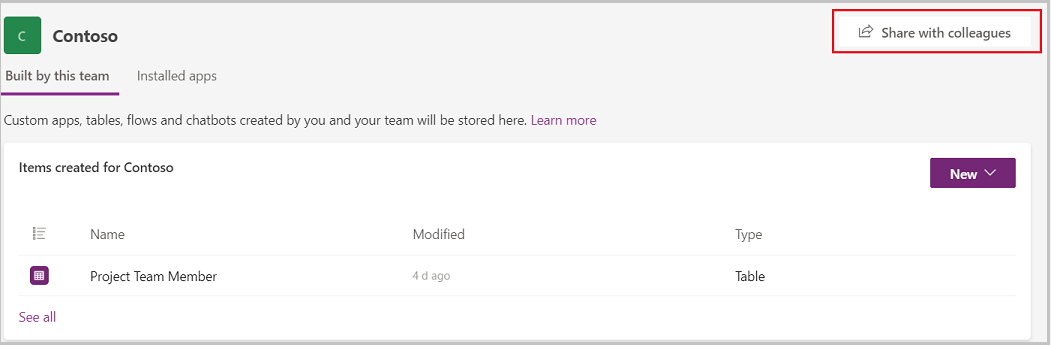 C
Contoso
Share with colleagues
Built by this team
Installed apps
Custom apps, tables, flows and chatbots created by you and your team will be stored here. Learn more
Items created for Contoso
New
Name
Modified
Type
Project Team Member
4 d ago
Table
See all